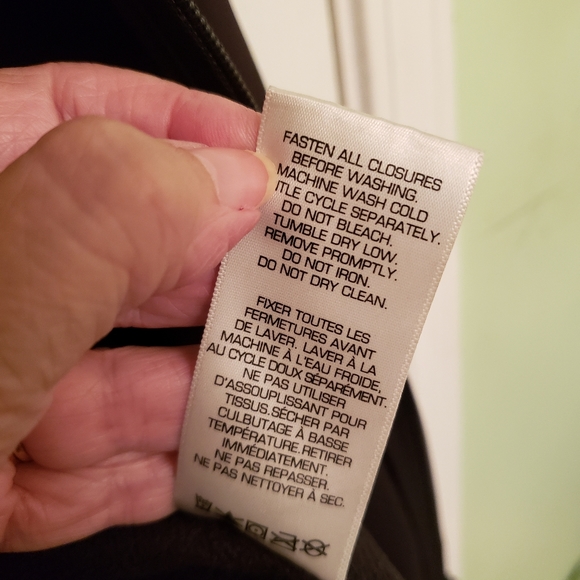 FASTEN ALL CLOSURES
BEFORE WASHING.
MACHINE WASH COLD
TLE CYCLE SEPARATELY.
DO NOT BLEACH.
TUMBLE DRY LOW.
REMOVE PROMPTLY.
DO NOT IRON.
DO NOT DRY CLEAN.
FIXER TOUTES LES
FERMETURES AVANT
DE LAVER. LAVER À LA
MACHINE À L'EAU FROIDE,
AU CYCLE DOUX SÉPARÉMENT.
NE PAS UTILISER
D'ASSOUPLISSANT POUR
TISSUS.SÉCHER PAR
CULBUTAGE À BASSE
TEMPÉRATURE.RETIRER
IMMÉDIATEMENT.
NE PAS REPASSER.
NE PAS NETTOYER À SEC.